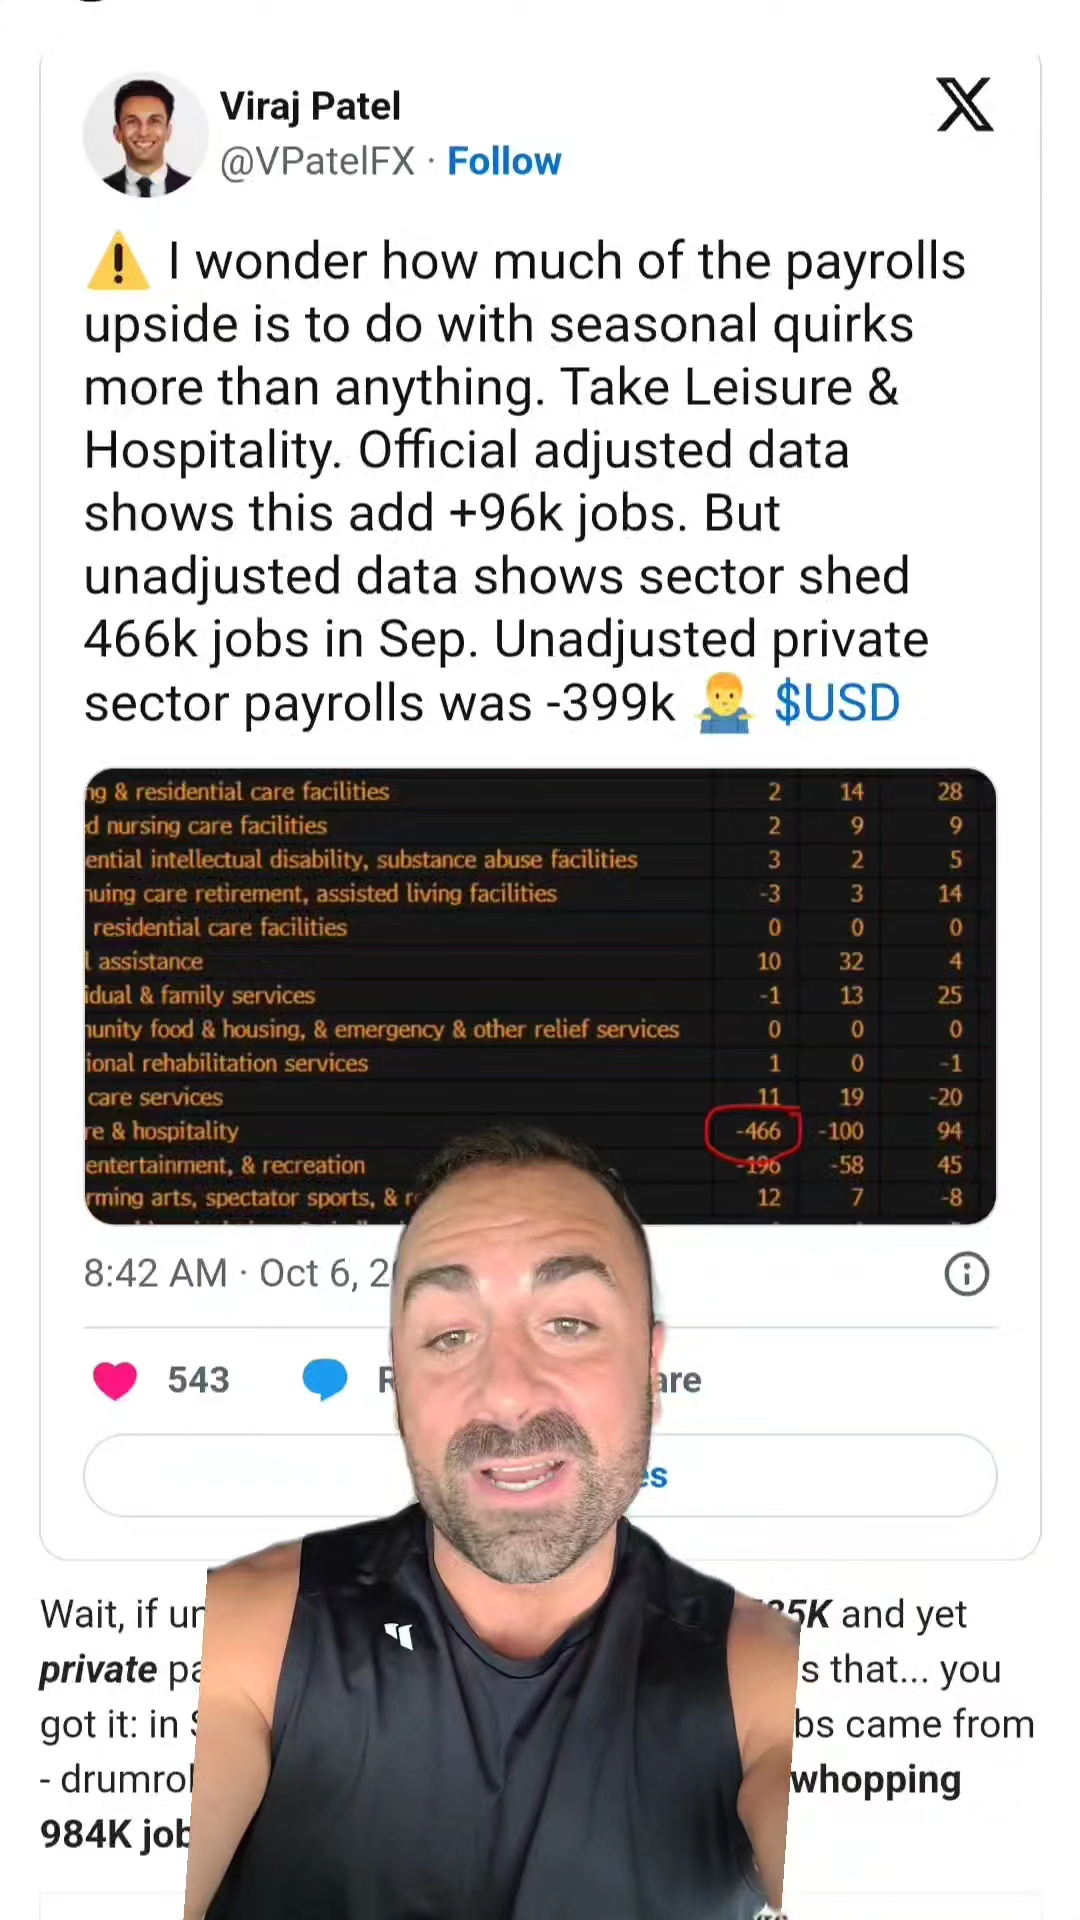 Viraj Patel
@VPatelFX · Follow
⚠️ I wonder how much of the payrolls
upside is to do with seasonal quirks
more than anything. Take Leisure &
Hospitality. Official adjusted data
shows this add +96k jobs. But
unadjusted data shows sector shed
466k jobs in Sep. Unadjusted private
sector payrolls was -399k 🤷‍♂️ $USD
ng & residential care facilities 2 14 28
d nursing care facilities 2 9 9
ential intellectual disability, substance abuse facilities 3 2 5
nuing care retirement, assisted living facilities -3 3 14
residential care facilities 0 0 0
l assistance 10 32 4
idual & family services -1 13 25
unity food & housing, & emergency & other relief services 0 0 0
ional rehabilitation services 1 0 -1
care services 11 19 -20
re & hospitality -466 -100 94
entertainment, & recreation -196 -58 45
rming arts, spectator sports, & r 12 7 -8
8:42 AM · Oct 6, 2
543 R are
es
Wait, if un 5K and yet
private pa s that... you
got it: in S bs came from
- drumrol whopping
984K job